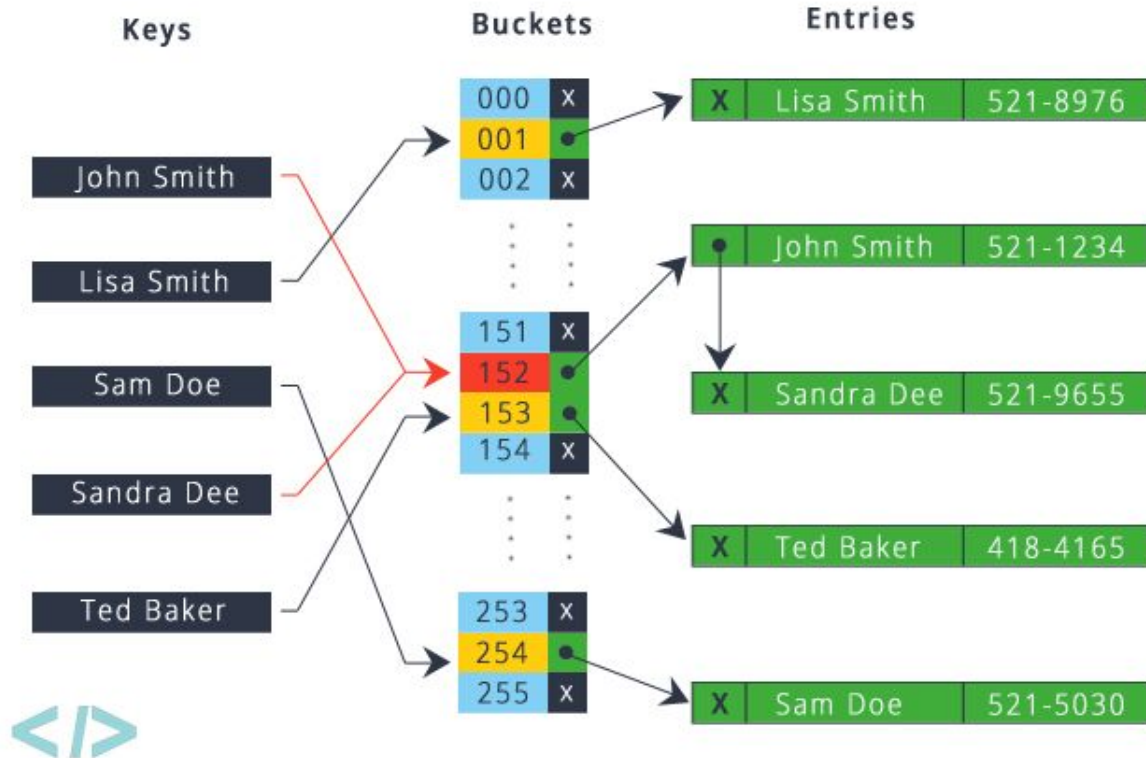 Keys
Buckets
Entries
John Smith
Lisa Smith
Sam Doe
Sandra Dee
Ted Baker
000 X
001
002 X
151 X
152
153
154 X
253 X
254
255 X
X Lisa Smith 521-8976
John Smith 521-1234
X Sandra Dee 521-9655
X Ted Baker 418-4165
X Sam Doe 521-5030
</>